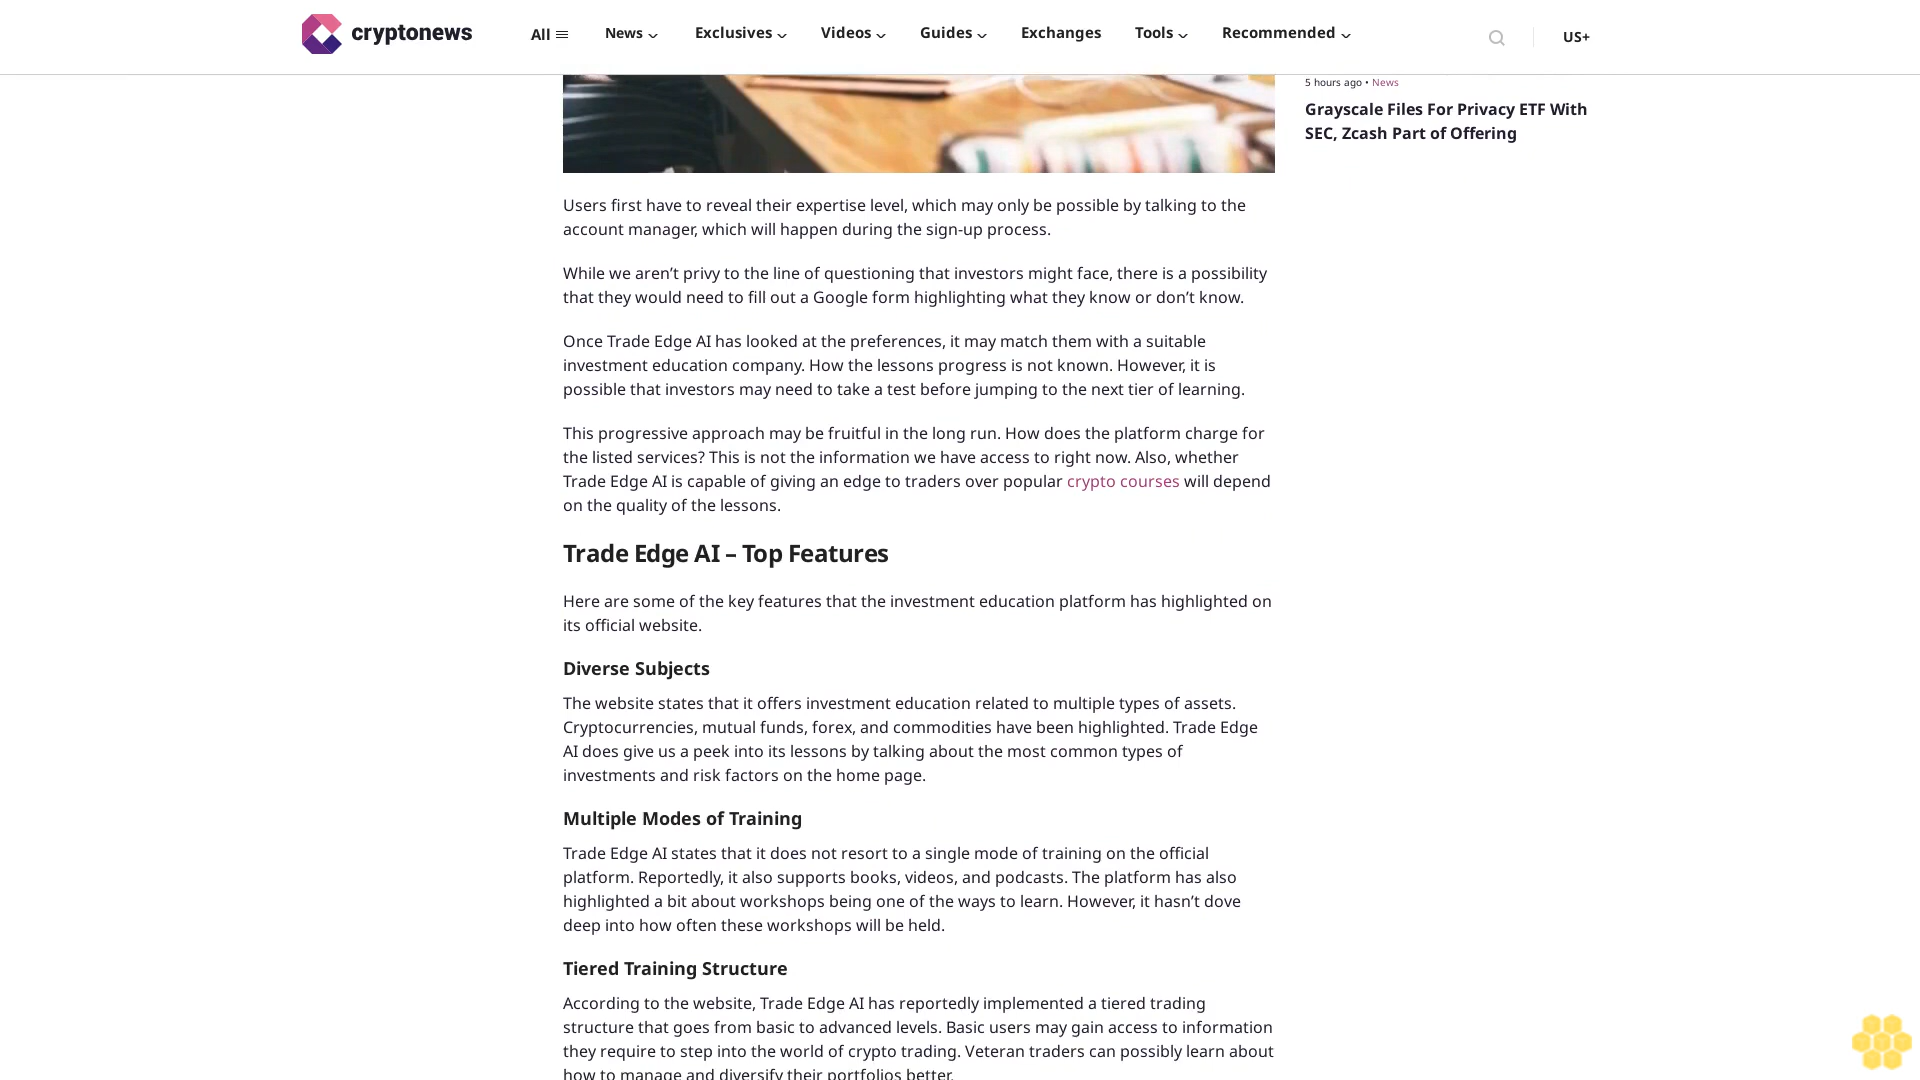 cryptonews
All
News
Exclusives
Videos
Guides
Exchanges
Tools
Recommended
US+
5 hours ago • News
Grayscale Files For Privacy ETF With
SEC, Zcash Part of Offering
Users first have to reveal their expertise level, which may only be possible by talking to the
account manager, which will happen during the sign-up process.
While we aren’t privy to the line of questioning that investors might face, there is a possibility
that they would need to fill out a Google form highlighting what they know or don’t know.
Once Trade Edge AI has looked at the preferences, it may match them with a suitable
investment education company. How the lessons progress is not known. However, it is
possible that investors may need to take a test before jumping to the next tier of learning.
This progressive approach may be fruitful in the long run. How does the platform charge for
the listed services? This is not the information we have access to right now. Also, whether
Trade Edge AI is capable of giving an edge to traders over popular crypto courses will depend
on the quality of the lessons.
Trade Edge AI – Top Features
Here are some of the key features that the investment education platform has highlighted on
its official website.
Diverse Subjects
The website states that it offers investment education related to multiple types of assets.
Cryptocurrencies, mutual funds, forex, and commodities have been highlighted. Trade Edge
AI does give us a peek into its lessons by talking about the most common types of
investments and risk factors on the home page.
Multiple Modes of Training
Trade Edge AI states that it does not resort to a single mode of training on the official
platform. Reportedly, it also supports books, videos, and podcasts. The platform has also
highlighted a bit about workshops being one of the ways to learn. However, it hasn’t dove
deep into how often these workshops will be held.
Tiered Training Structure
According to the website, Trade Edge AI has reportedly implemented a tiered trading
structure that goes from basic to advanced levels. Basic users may gain access to information
they require to step into the world of crypto trading. Veteran traders can possibly learn about
how to manage and diversify their portfolios better.